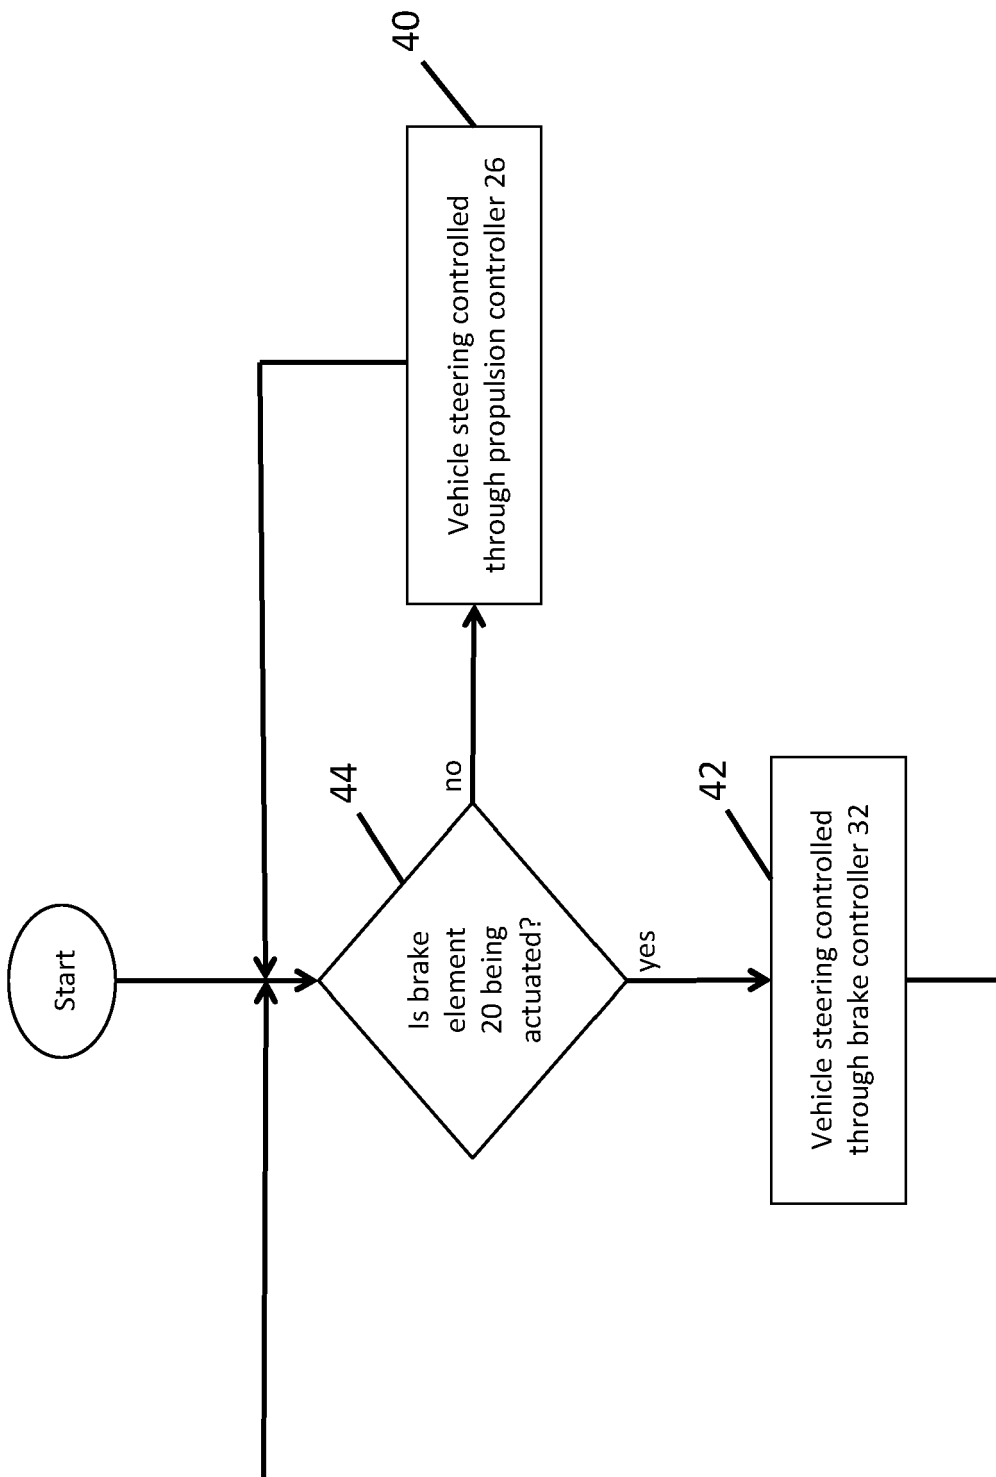 Start
44
Is brake
element
20 being
actuated?
no
40
Vehicle steering controlled
through propulsion controller 26
yes
42
Vehicle steering controlled
through brake controller 32